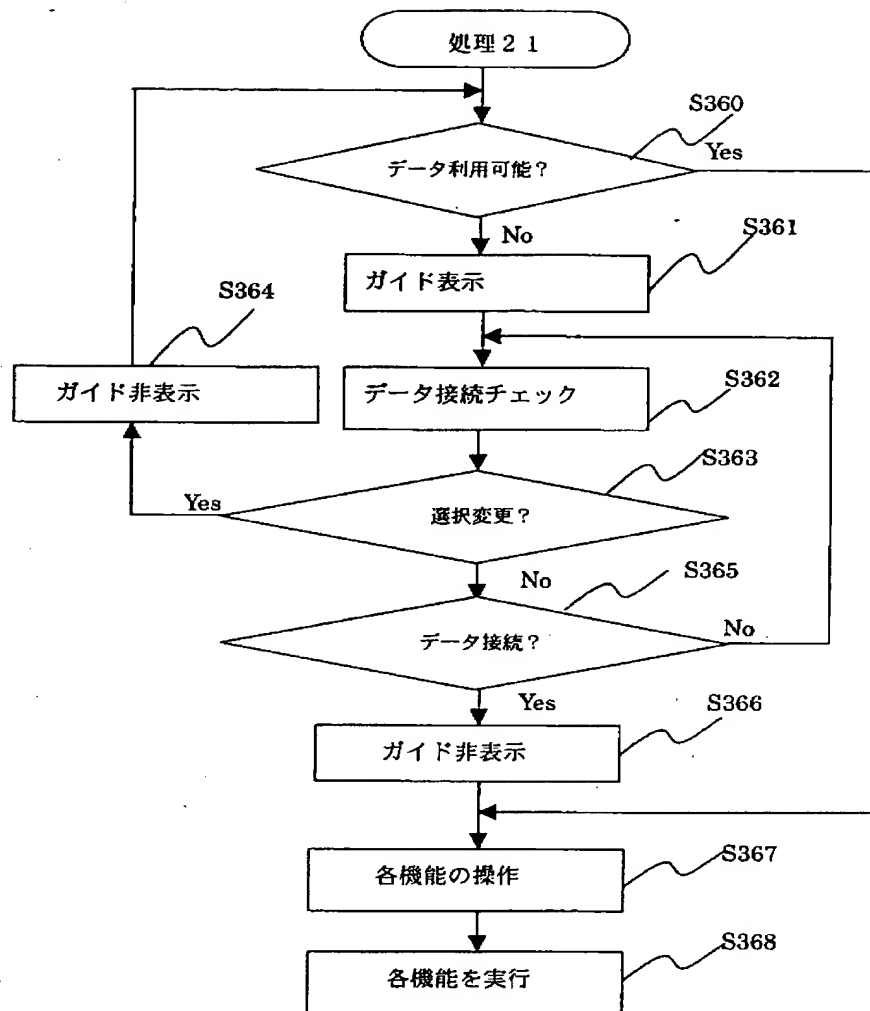 処理２１
S360
データ利用可能？
Yes
No
S361
ガイド表示
S364
ガイド非表示
データ接続チェック
S362
S363
Yes
選択変更？
No
S365
データ接続？
No
Yes
S366
ガイド非表示
S367
各機能の操作
S368
各機能を実行